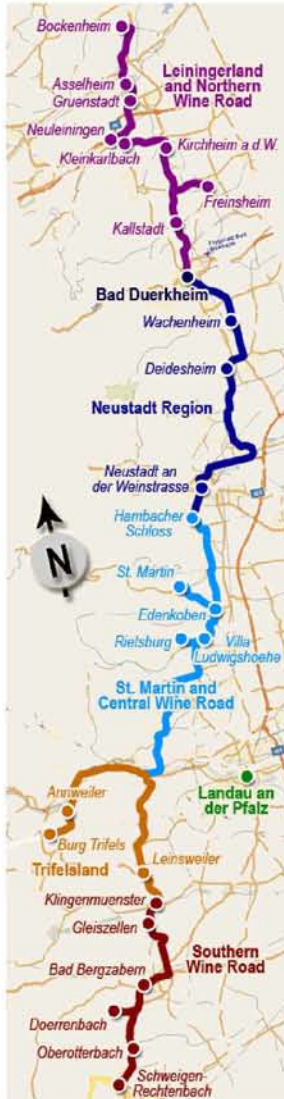 Bockenheim
Leiningerland
and Northern
Wine Road
Asselheim
Gruenstadt
Neuleiningen
Kleinkarlbach
Kirchheim a.d.W.
Freinsheim
Kallstadt
Bad Duerkheim
Wachenheim
Deidesheim
Neustadt Region
Neustadt an
der Weinstrasse
Hambacher
Schloss
N
St. Martin
Edenkoben
Rietsburg
Villa
Ludwigshoehe
St. Martin and
Central Wine Road
Landau an
der Pfalz
Annweiler
Burg Trifels
Trifelsland
Leinsweiler
Klingenmuenster
Gleiszellen
Southern
Wine Road
Bad Bergzabern
Doerrenbach
Oberotterbach
Schweigen-
Rechtenbach